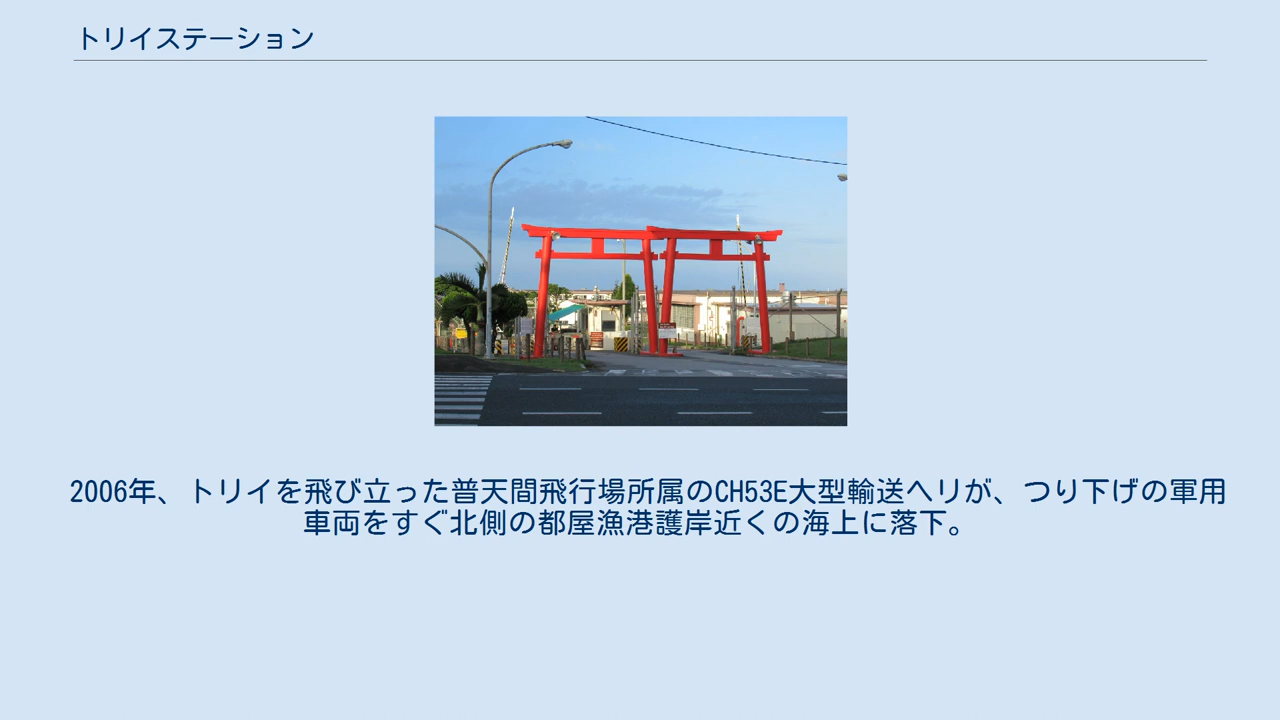 トリイステーション
2006年、トリイを飛び立った普天間飛行場所属のCH53E大型輸送ヘリが、つり下げの軍用
車両をすぐ北側の都屋漁港護岸近くの海上に落下。